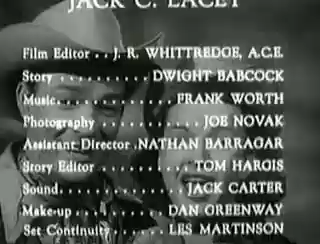 JACK C. LACEY
Film Editor . . J. R. WHITTREDGE, A.C.E.
Story . . . . . . . . . DWIGHT BABCOCK
Music . . . . . . . . . . . . FRANK WORTH
Photography . . . . . . . . . . . JOE NOVAK
Assistant Director . NATHAN BARRAGAR
Story Editor . . . . . . . . . TOM HARGIS
Sound . . . . . . . . . . . . . JACK CARTER
Make-up . . . . . . . . . DAN GREENWAY
Set Continuity . . . . . . LES MARTINSON